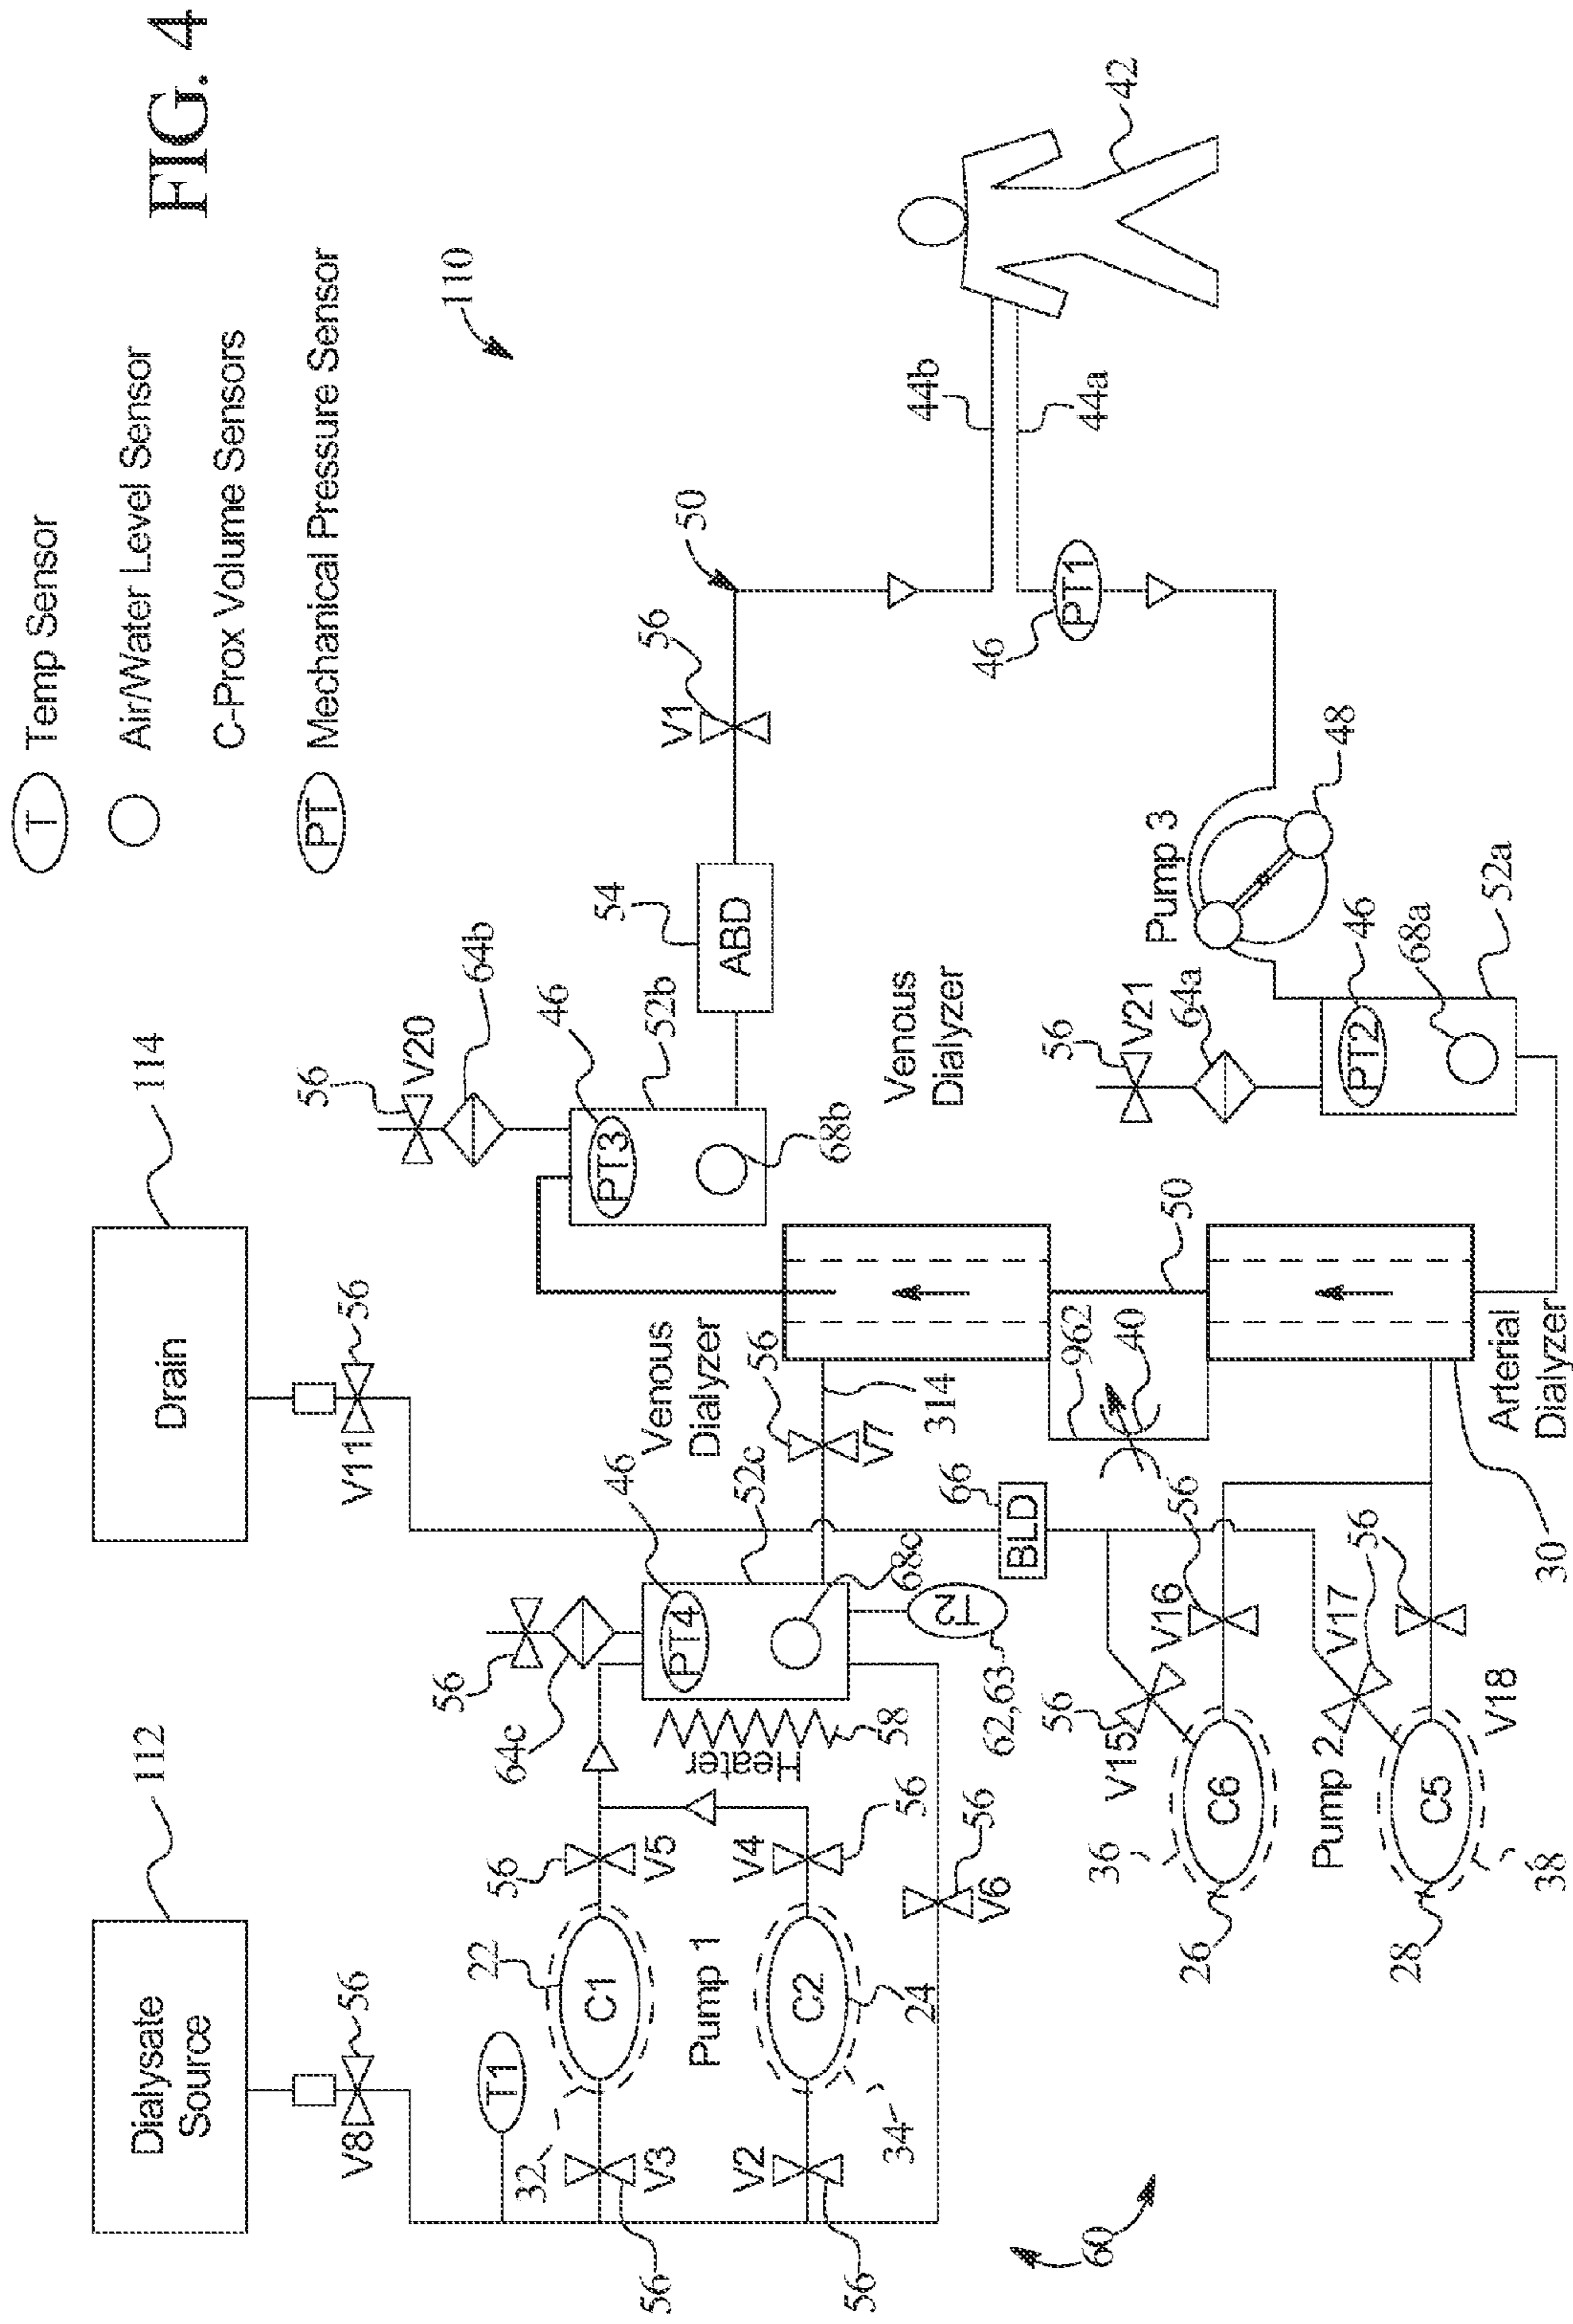 FIG. 4
T Temp Sensor
Air/Water Level Sensor
C-Prox Volume Sensors
PT Mechanical Pressure Sensor
110
112
Dialysate
Source
114
Drain
V8
56
V11
56
56
V20
64b
T1
32
22
56
V5
V3
56
C1
Pump 1
V2
56
C2
24
34
V4
56
V6
56
64c
56
Heater
58
46
PT4
52c
68c
T2
62,63
Venous
Dialyzer
56
V7
314
46
PT3
52b
68b
54
ABD
V1
56
50
44b
44a
42
46
PT1
Venous
Dialyzer
66
BLD
962
40
50
56
V21
64a
Pump 3
48
46
PT2
68a
52a
60
36
26
C6
V15
56
V16
56
Pump 2
V17
56
28
C5
38
V18
30
Arterial
Dialyzer